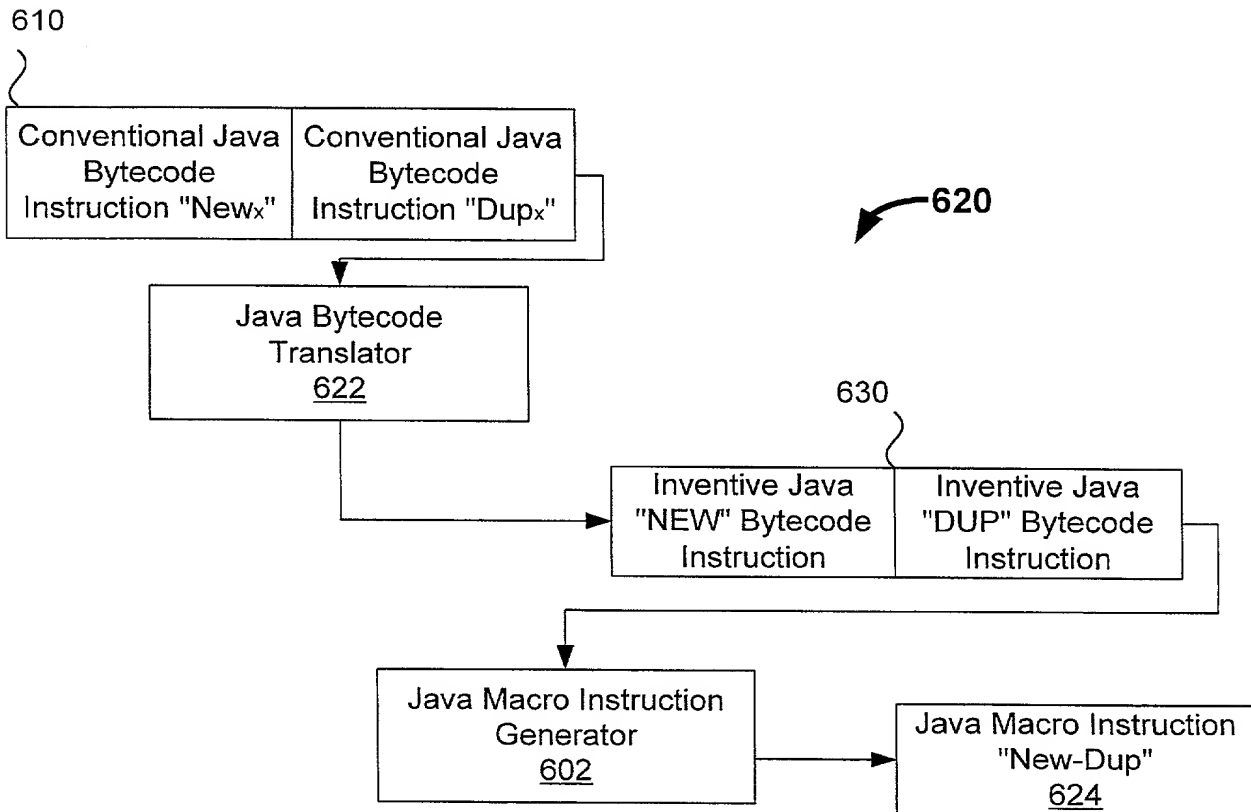 610
Conventional Java
Bytecode
Instruction "Newx"
Conventional Java
Bytecode
Instruction "Dupx"
620
Java Bytecode
Translator
622
630
Inventive Java
"NEW" Bytecode
Instruction
Inventive Java
"DUP" Bytecode
Instruction
Java Macro Instruction
Generator
602
Java Macro Instruction
"New-Dup"
624